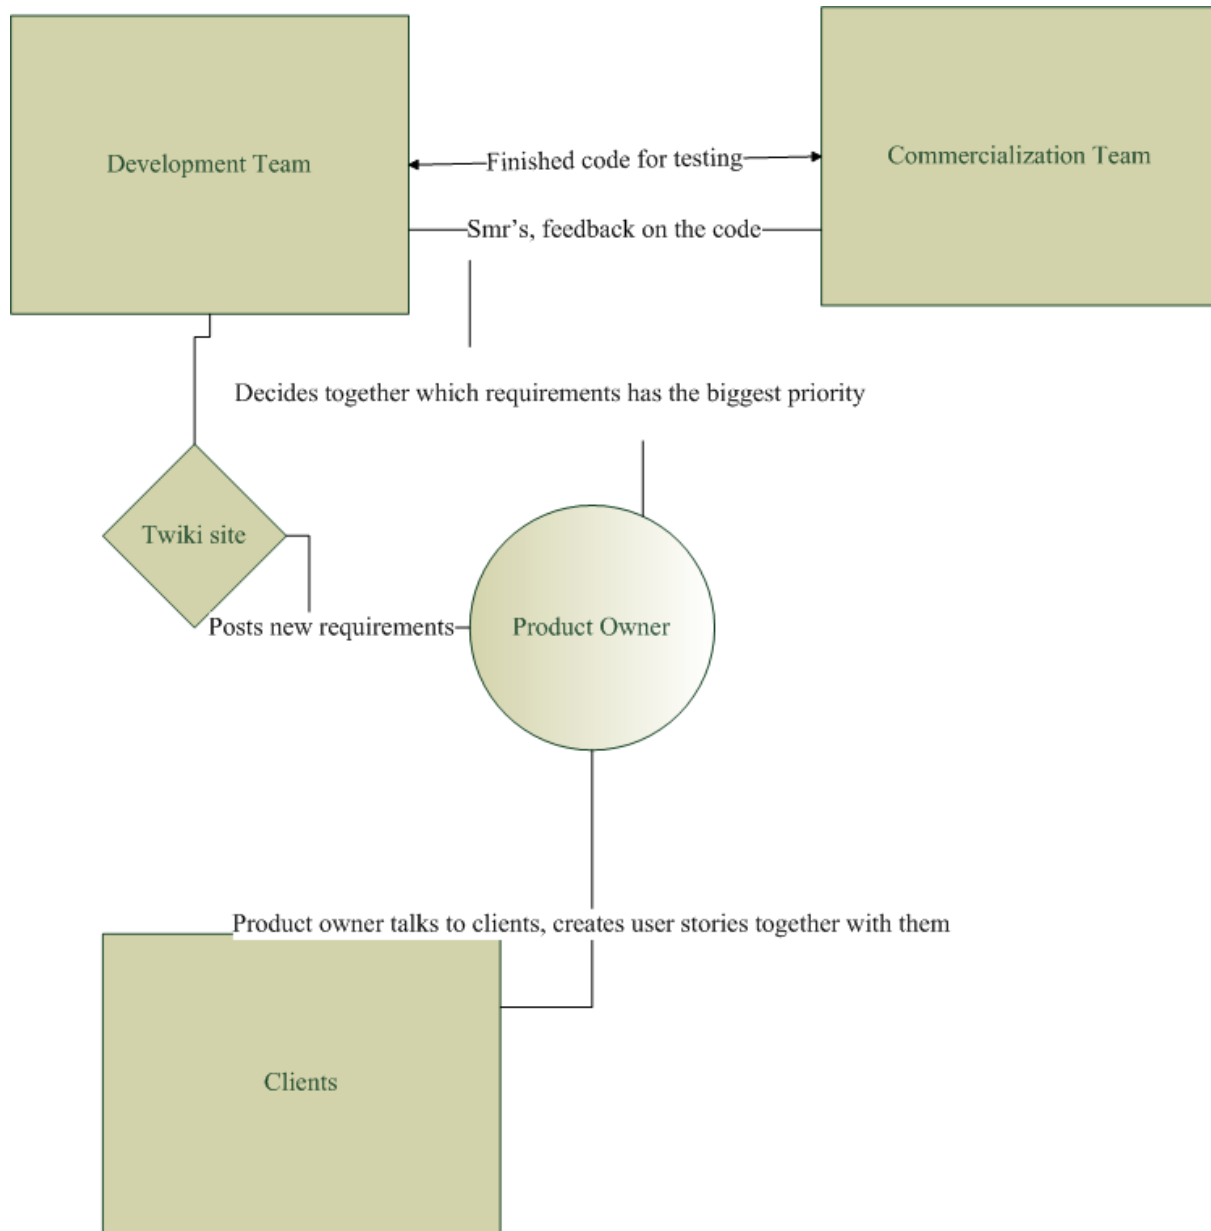 Development Team
Finished code for testing
Commercialization Team
Smr's, feedback on the code
Decides together which requirements has the biggest priority
Twiki site
Posts new requirements
Product Owner
Product owner talks to clients, creates user stories together with them
Clients